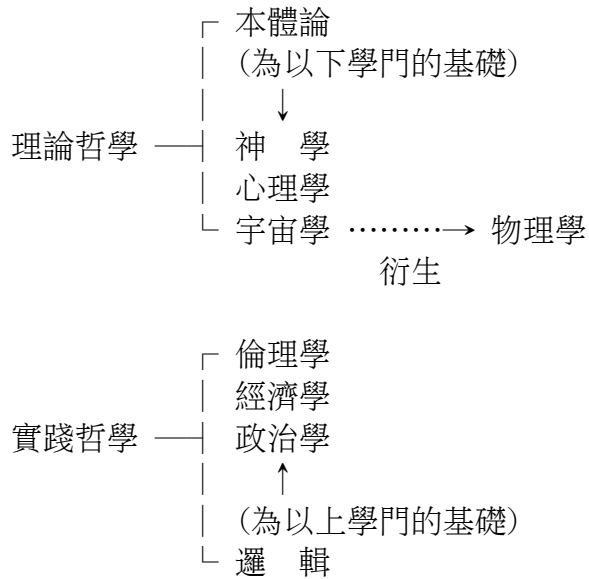 本體論
(為以下學門的基礎)
↓
理論哲學
神 學
心理學
宇宙學 ………→ 物理學
衍生
倫理學
經濟學
實踐哲學
政治學
↑
(為以上學門的基礎)
邏 輯